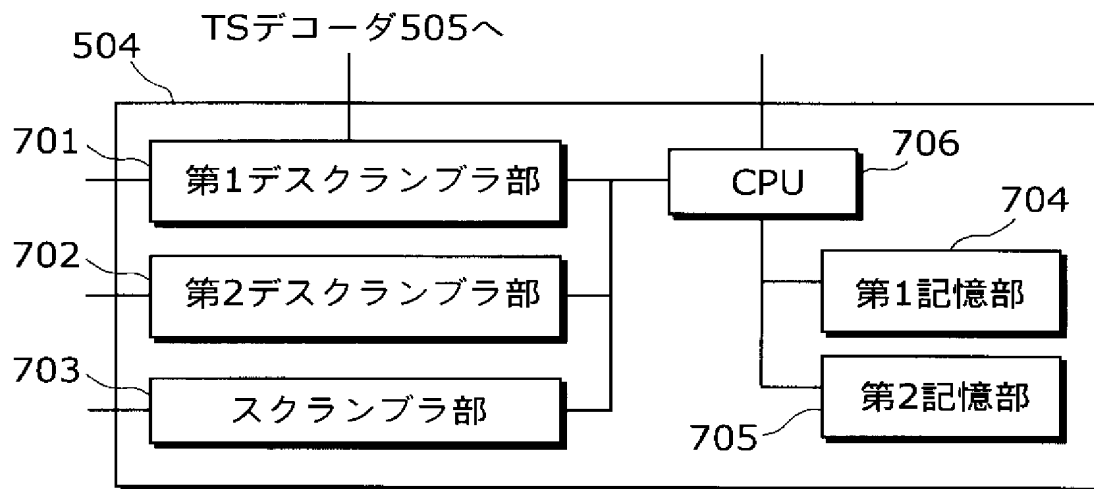 TSデコーダ505へ
504
701
第1デスクランブラ部
CPU
706
704
702
第2デスクランブラ部
第1記憶部
703
スクランブラ部
第2記憶部
705